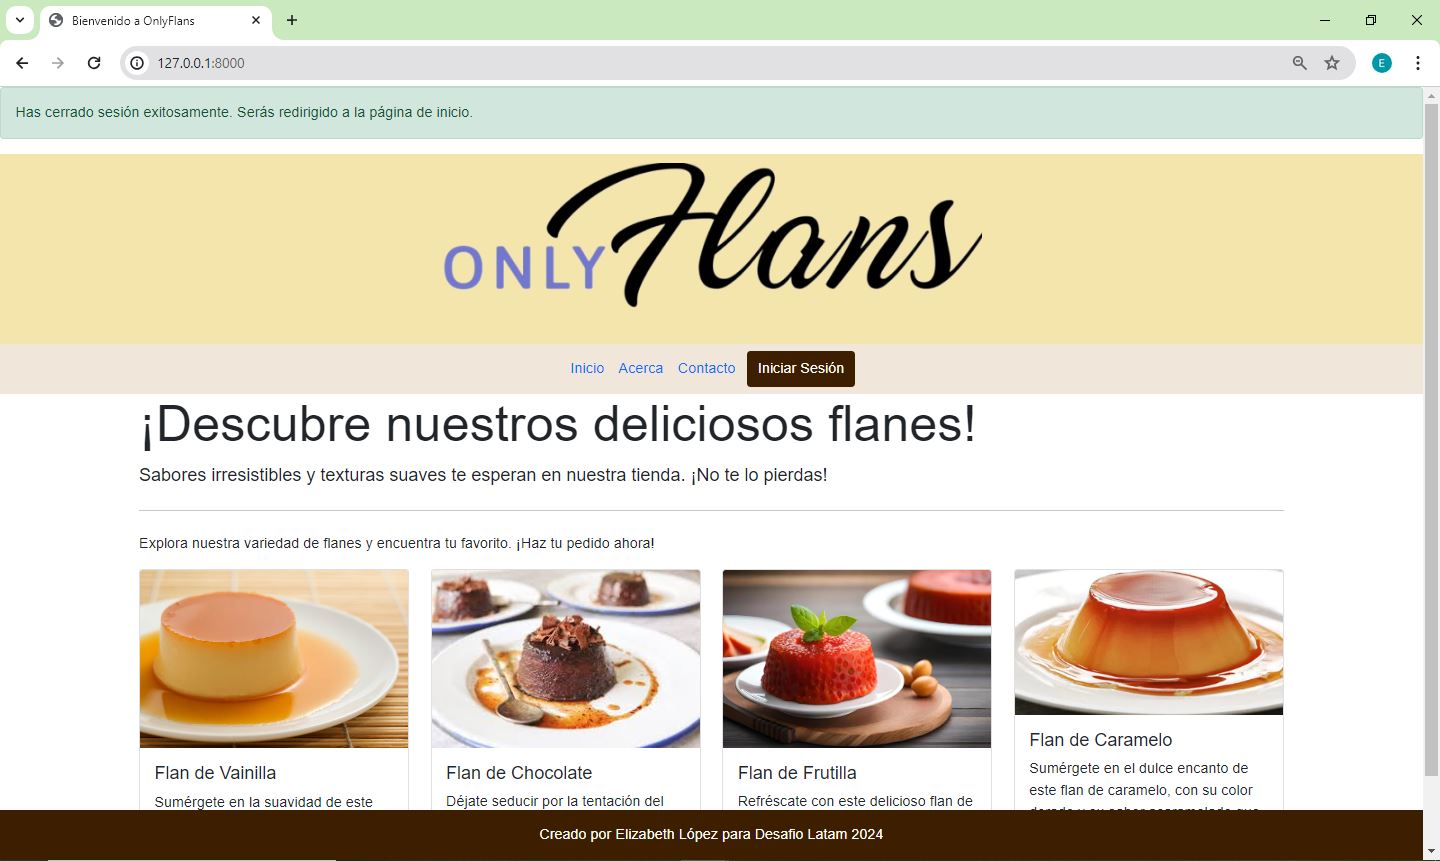 Bienvenido a OnlyFlans
127.0.0.1:8000
E
Has cerrado sesión exitosamente. Serás redirigido a la página de inicio.
ONLY Flans
Inicio Acerca Contacto Iniciar Sesión
¡Descubre nuestros deliciosos flanes!
Sabores irresistibles y texturas suaves te esperan en nuestra tienda. ¡No te lo pierdas!
Explora nuestra variedad de flanes y encuentra tu favorito. ¡Haz tu pedido ahora!
Flan de Vainilla
Sumérgete en la suavidad de este
Flan de Chocolate
Déjate seducir por la tentación del
Flan de Frutilla
Refréscate con este delicioso flan de
Flan de Caramelo
Sumérgete en el dulce encanto de
este flan de caramelo, con su color
Creado por Elizabeth López para Desafio Latam 2024